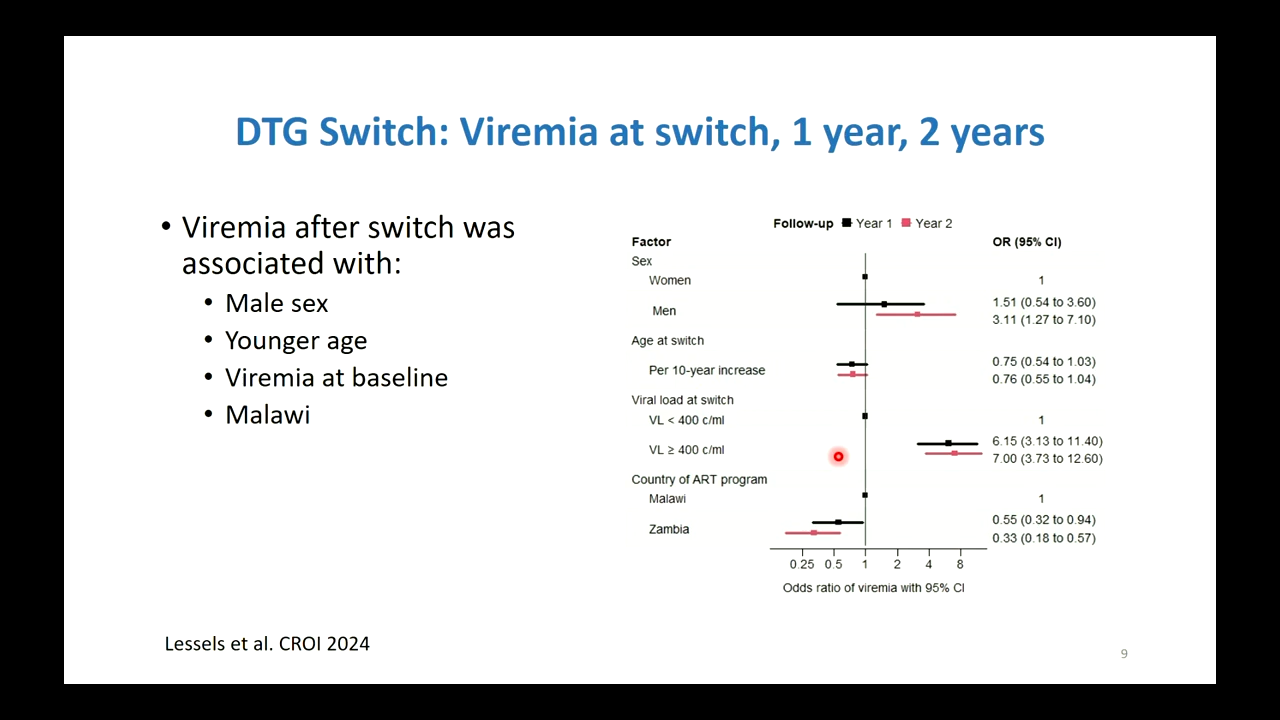 DTG Switch: Viremia at switch, 1 year, 2 years
• Viremia after switch was
associated with:
• Male sex
• Younger age
• Viremia at baseline
• Malawi
Follow-up Year 1 Year 2
Factor OR (95% CI)
Sex
Women 1
Men 1.51 (0.54 to 3.60)
3.11 (1.27 to 7.10)
Age at switch
Per 10-year increase 0.75 (0.54 to 1.03)
0.76 (0.55 to 1.04)
Viral load at switch
VL < 400 c/ml 1
VL ≥ 400 c/ml 6.15 (3.13 to 11.40)
7.00 (3.73 to 12.60)
Country of ART program
Malawi 1
Zambia 0.55 (0.32 to 0.94)
0.33 (0.18 to 0.57)
0.25 0.5 1 2 4 8
Odds ratio of viremia with 95% CI
Lessels et al. CROI 2024
9